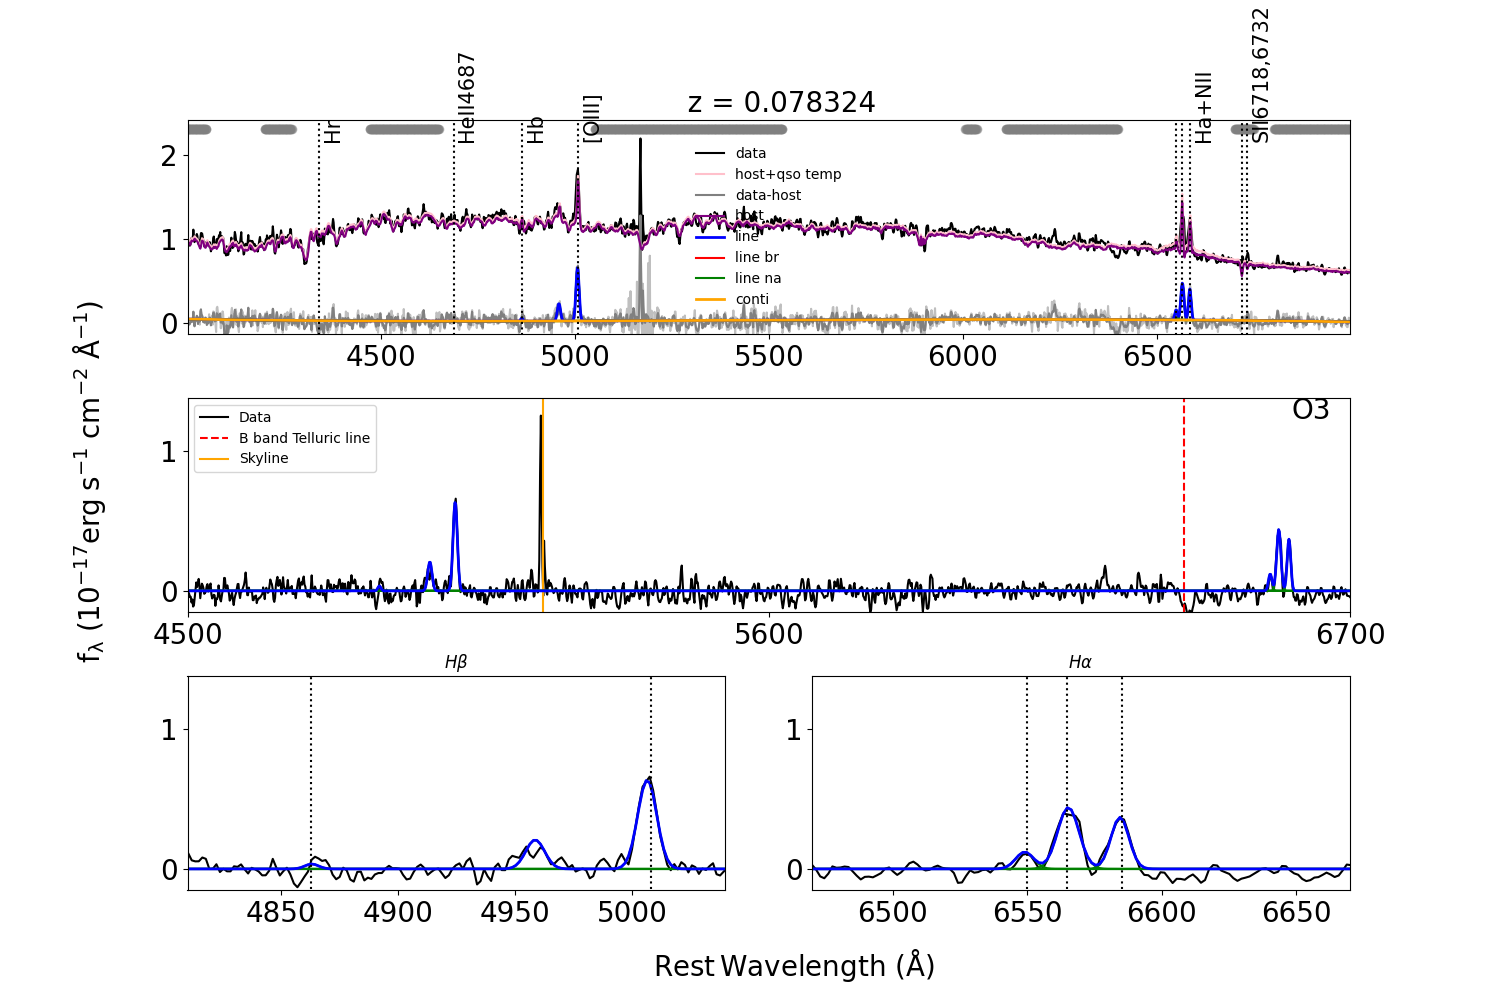 z = 0.078324
Hr
HeII4687
Hb
[OIII]
Ha+NII
SII6718,6732
data
host+qso temp
data-host
host
line
line br
line na
conti
2
1
0
4500
5000
5500
6000
6500
O3
Data
B band Telluric line
Skyline
1
0
4500
5600
6700
fλ (10−17erg s−1 cm−2 Å−1)
Hβ
1
0
4850
4900
4950
5000
Hα
1
0
6500
6550
6600
6650
Rest Wavelength (Å)